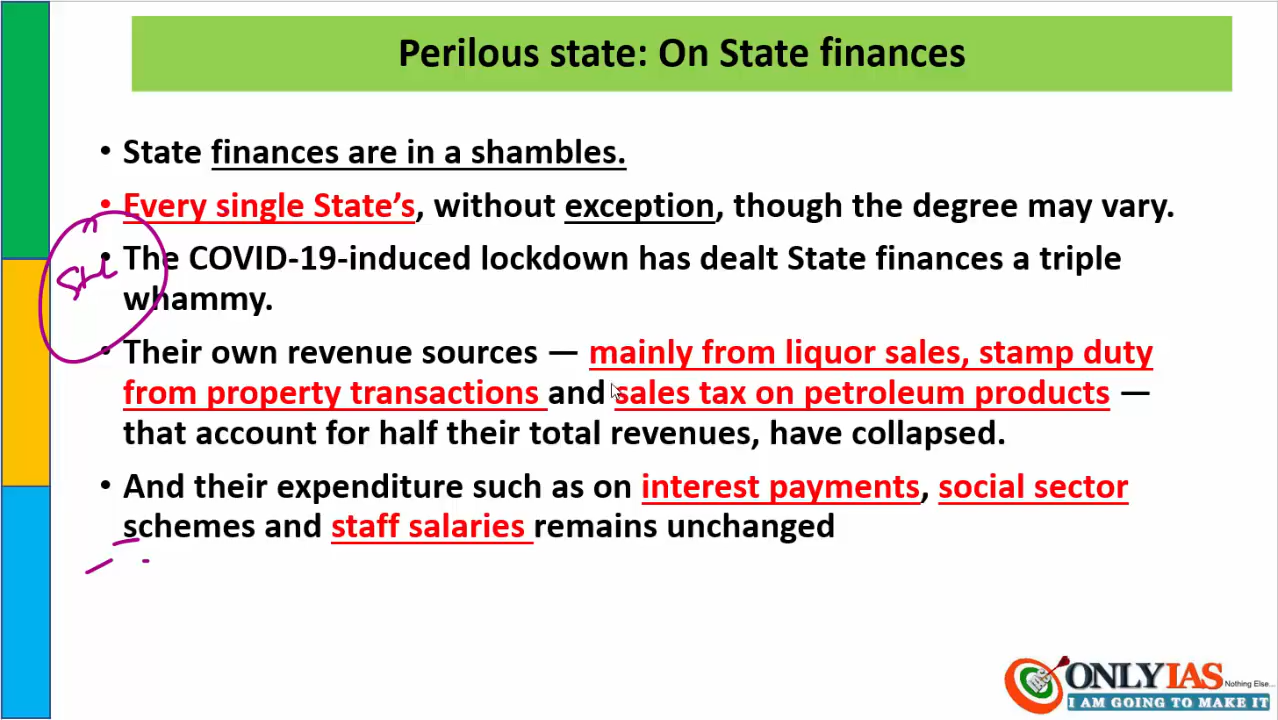 Perilous state: On State finances
• State finances are in a shambles.
• Every single State's, without exception, though the degree may vary.
• The COVID-19-induced lockdown has dealt State finances a triple
whammy.
• Their own revenue sources — mainly from liquor sales, stamp duty
from property transactions and sales tax on petroleum products —
that account for half their total revenues, have collapsed.
• And their expenditure such as on interest payments, social sector
schemes and staff salaries remains unchanged
ONLYIAS Nothing Else...
I AM GOING TO MAKE IT